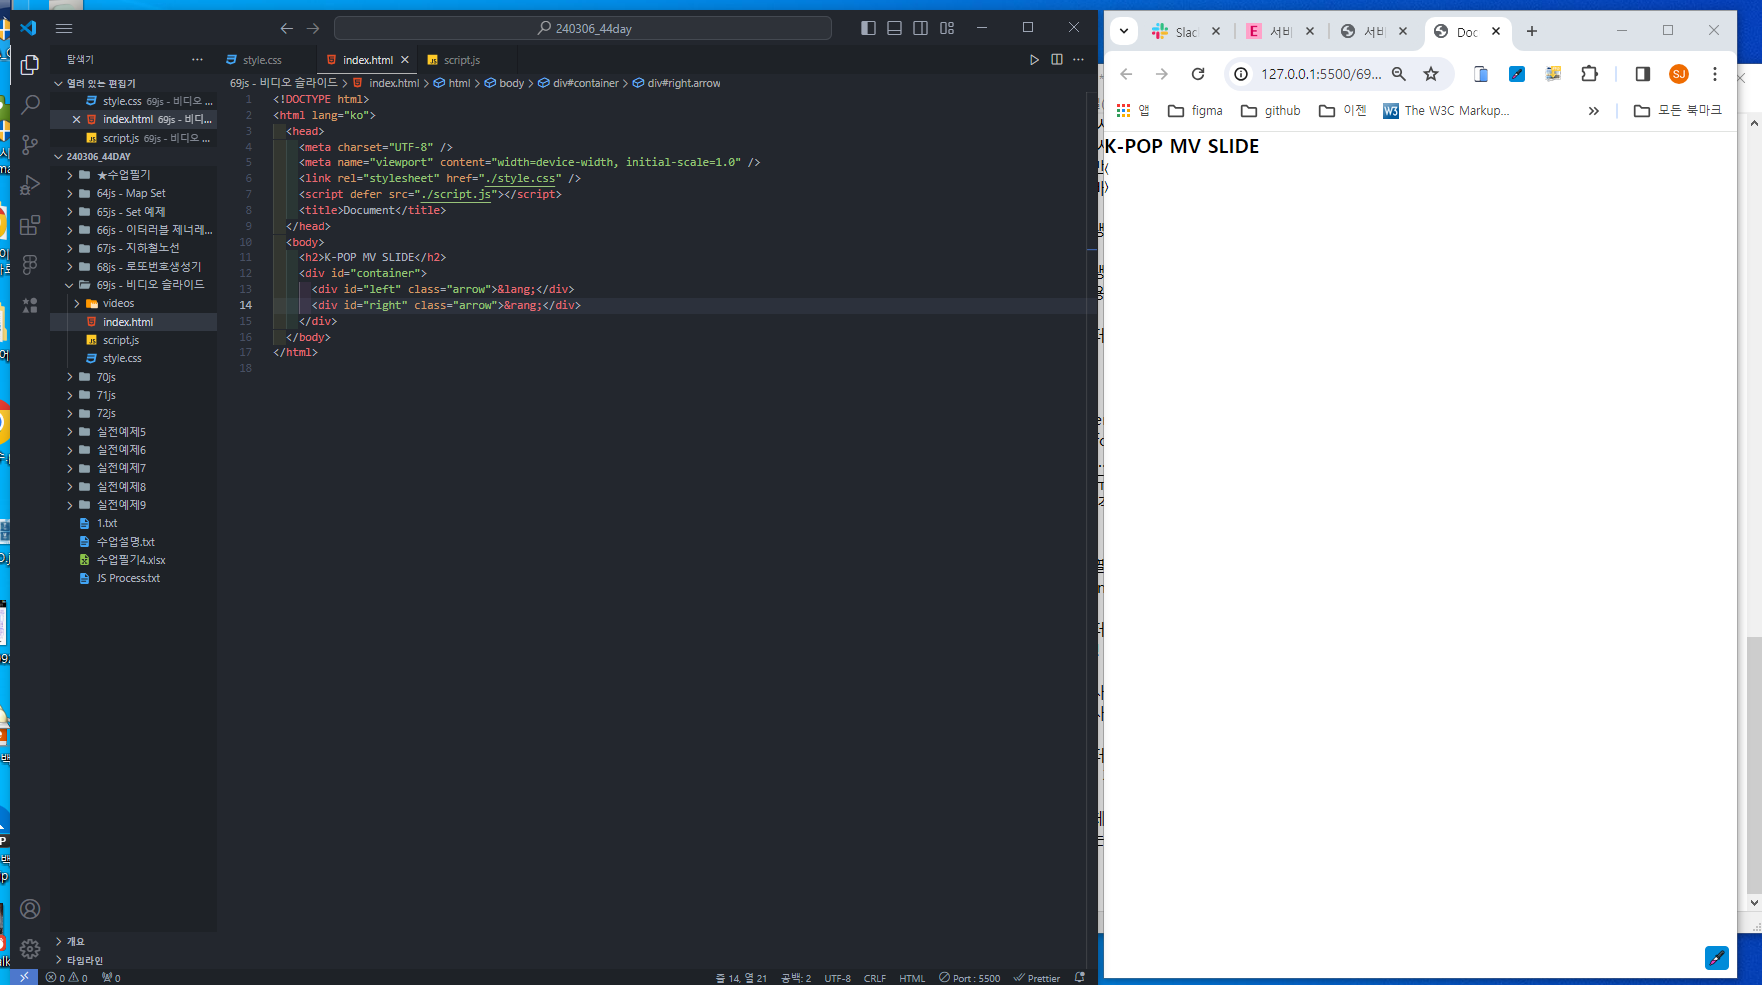 240306_44day
탐색기
style.css
index.html
script.js
열려 있는 편집기
style.css 69js - 비디오 ...
index.html 69js - 비디...
script.js 69js - 비디오 ...
240306_44DAY
★수업필기
64js - Map Set
65js - Set 예제
66js - 이터러블 제너레...
67js - 지하철노선
68js - 로또번호생성기
69js - 비디오 슬라이드
videos
index.html
script.js
style.css
70js
71js
72js
실전예제5
실전예제6
실전예제7
실전예제8
실전예제9
1.txt
수업설명.txt
수업필기4.xlsx
JS Process.txt
개요
타임라인
69js - 비디오 슬라이드 > index.html > html > body > div#container > div#right.arrow
1 <!DOCTYPE html>
2 <html lang="ko">
3 <head>
4 <meta charset="UTF-8" />
5 <meta name="viewport" content="width=device-width, initial-scale=1.0" />
6 <link rel="stylesheet" href="./style.css" />
7 <script defer src="./script.js"></script>
8 <title>Document</title>
9 </head>
10 <body>
11 <h2>K-POP MV SLIDE</h2>
12 <div id="container">
13 <div id="left" class="arrow">&lang;</div>
14 <div id="right" class="arrow">&rang;</div>
15 </div>
16 </body>
17 </html>
18
0 0 0
줄 14, 열 21 공백: 2 UTF-8 CRLF HTML Port : 5500 Prettier
Slac 서비 서비 Doc
127.0.0.1:5500/69...
SJ
앱 figma github 이젠 W3 The W3C Markup... » 모든 북마크
K-POP MV SLIDE
〈
〉